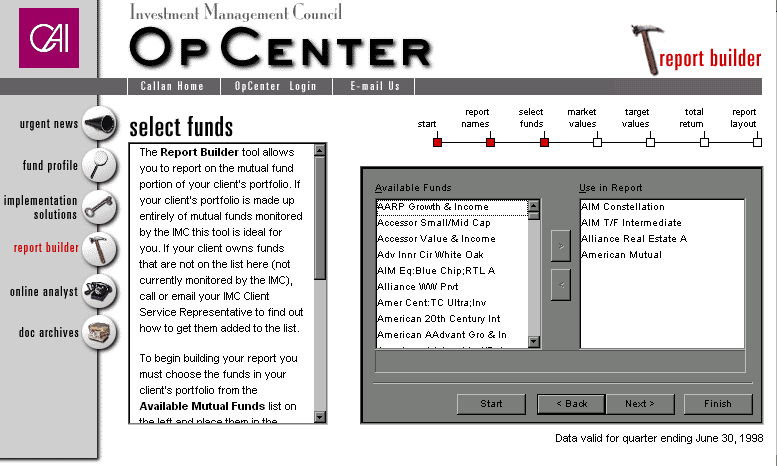 CAI
Investment Management Council
OPCENTER
report builder
Callan Home
OpCenter Login
E-mail Us
urgent news
fund profile
implementation
solutions
report builder
online analyst
doc archives
select funds
The Report Builder tool allows
you to report on the mutual fund
portion of your client's portfolio. If
your client's portfolio is made up
entirely of mutual funds monitored
by the IMC this tool is ideal for
you. If your client owns funds
that are not on the list here (not
currently monitored by the IMC),
call or email your IMC Client
Service Representative to find out
how to get them added to the list.
To begin building your report you
must choose the funds in your
client's portfolio from the
Available Mutual Funds list on
the left and place them in the
start
report
names
select
funds
market
values
target
values
total
return
report
layout
Available Funds
AARP Growth & Income
Accessor Small/Mid Cap
Accessor Value & Income
Adv Innr Cir White Oak
AIM Eq:Blue Chip;RTL A
Alliance WW Prvt
Amer Cent:TC Ultra;Inv
American 20th Century Int
American AAdvant Gro & In
>
<
Use in Report
AIM Constellation
AIM T/F Intermediate
Alliance Real Estate A
American Mutual
Start
< Back
Next >
Finish
Data valid for quarter ending June 30, 1998